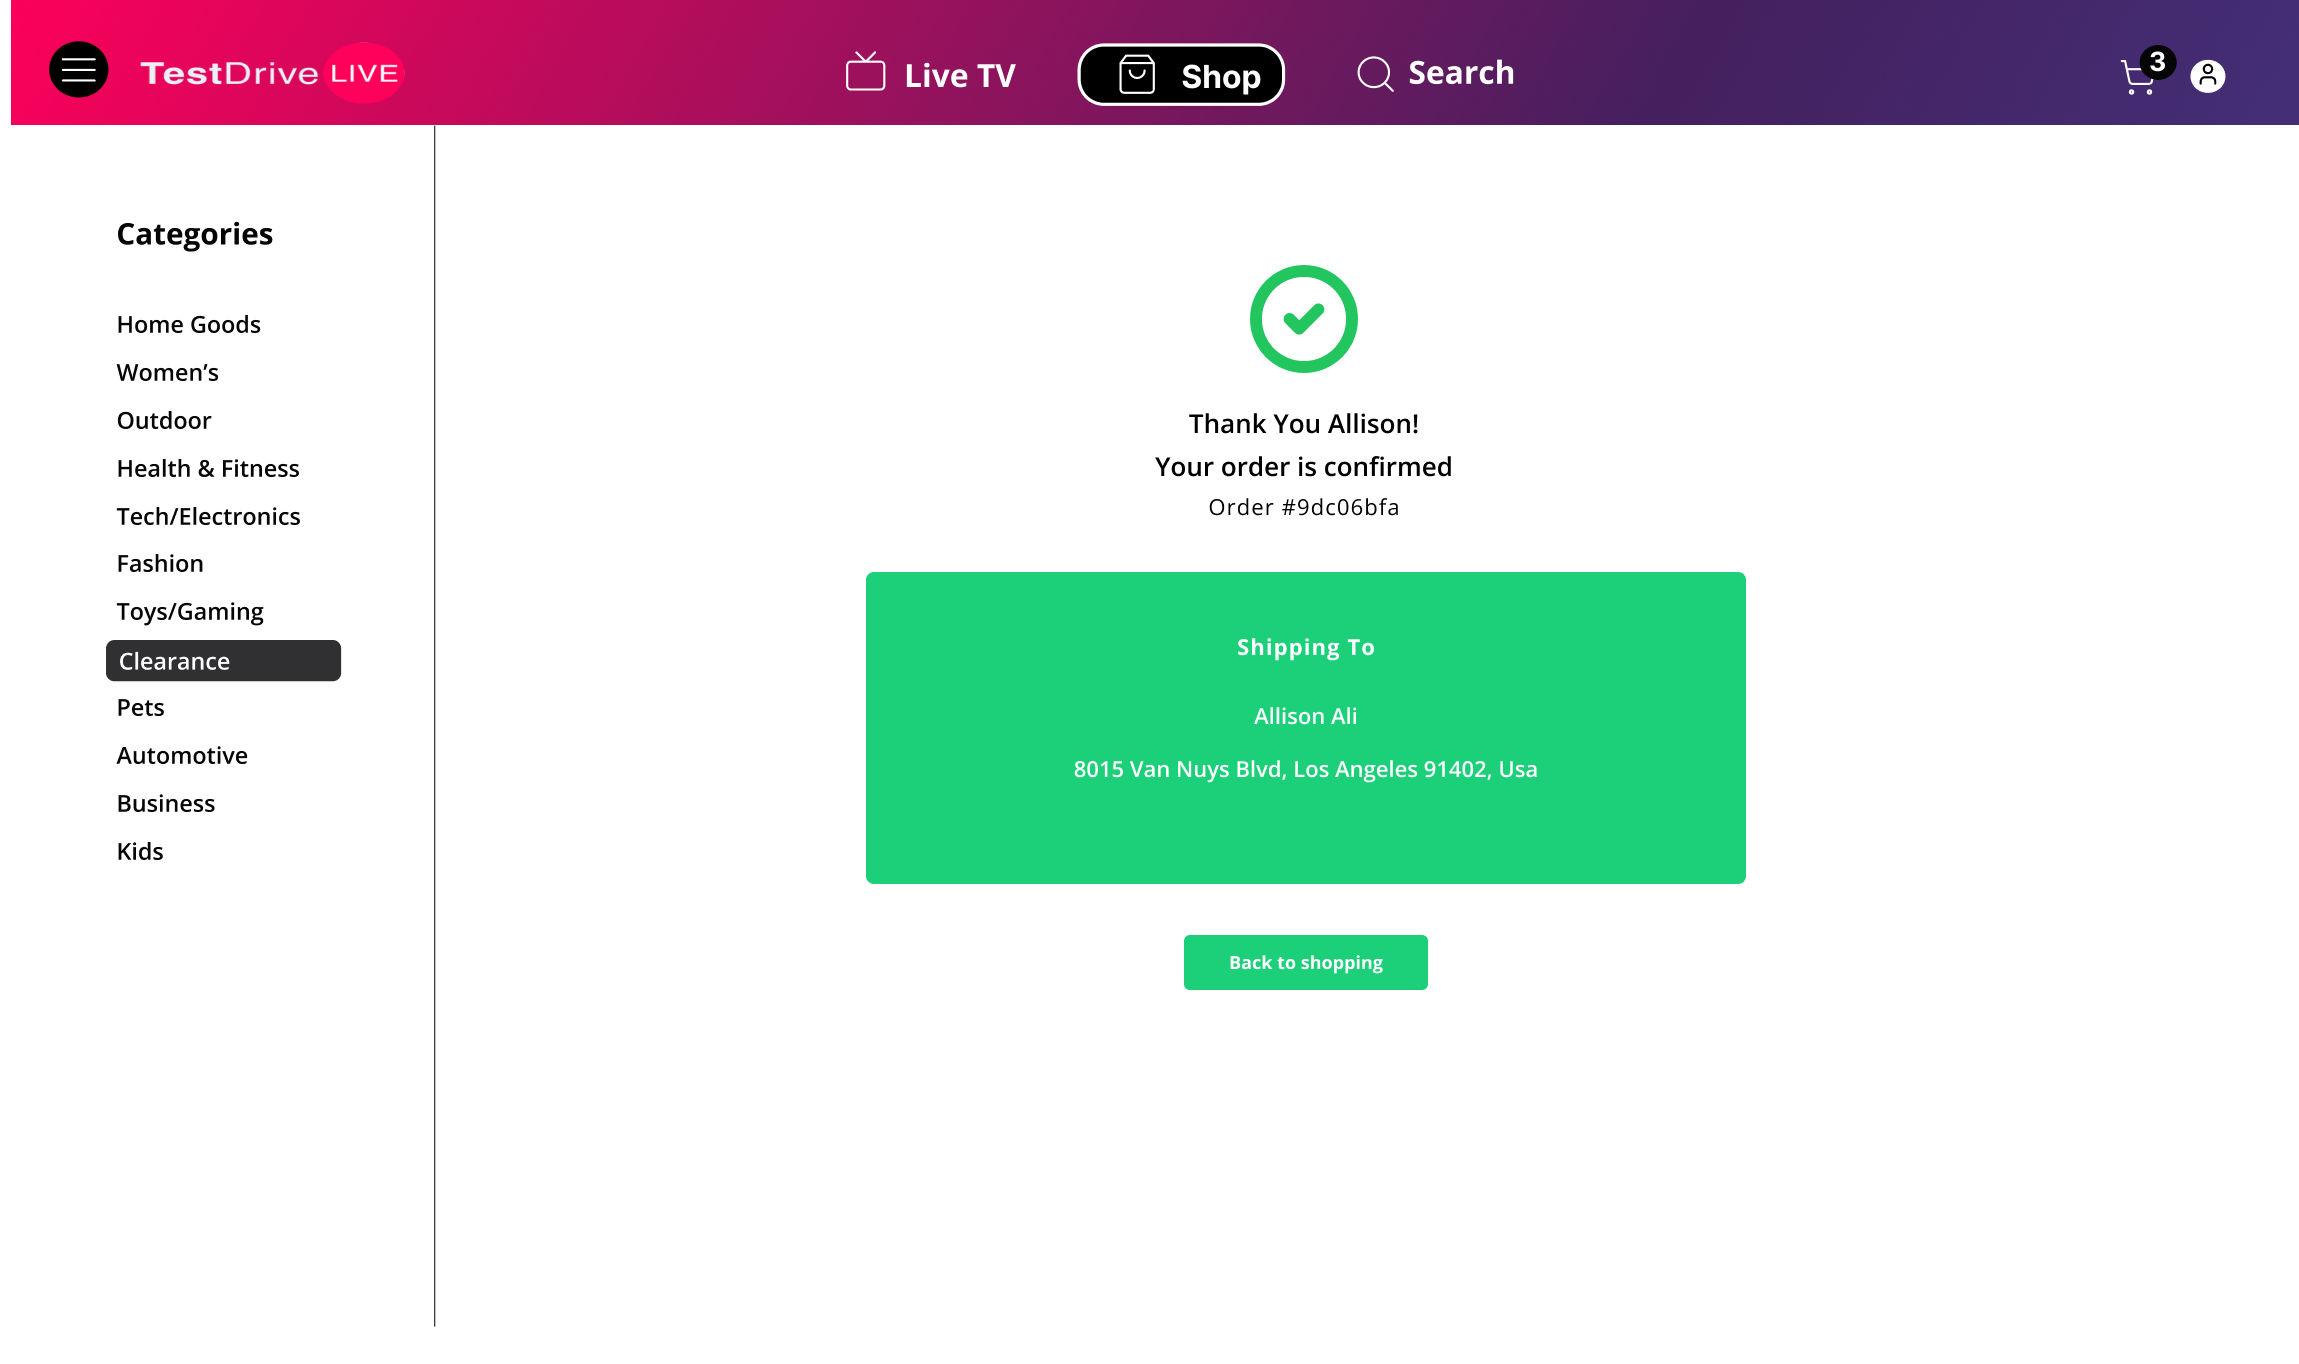 TestDrive LIVE
Live TV
Shop
Search
3
Categories
Home Goods
Women’s
Outdoor
Health & Fitness
Tech/Electronics
Fashion
Toys/Gaming
Clearance
Pets
Automotive
Business
Kids
Thank You Allison!
Your order is confirmed
Order #9dc06bfa
Shipping To
Allison Ali
8015 Van Nuys Blvd, Los Angeles 91402, Usa
Back to shopping